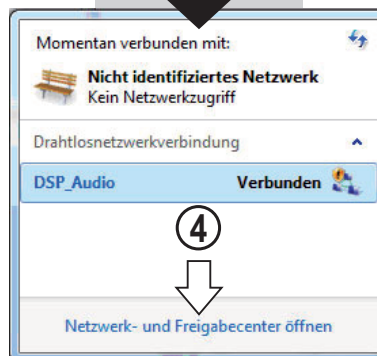 Momentan verbunden mit:
Nicht identifiziertes Netzwerk
Kein Netzwerkzugriff
Drahtlosnetzwerkverbindung
DSP_Audio Verbunden
4
Netzwerk- und Freigabecenter öffnen